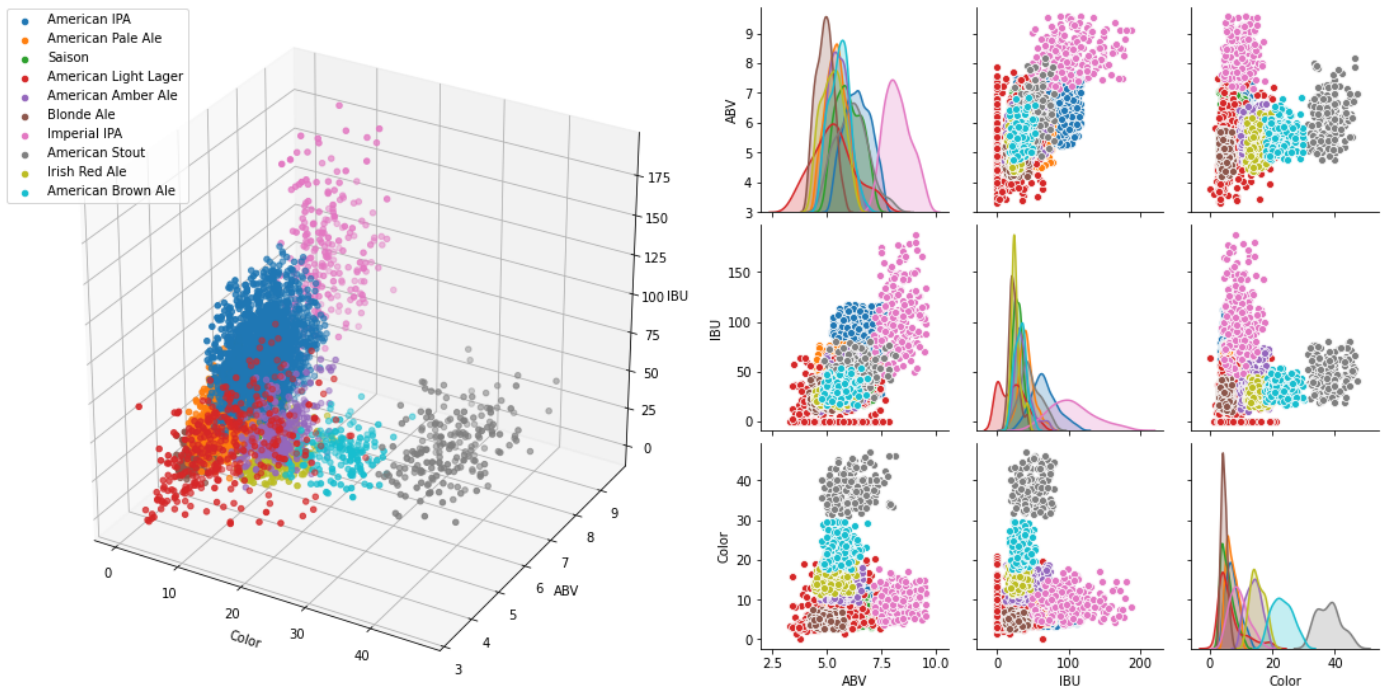 American IPA
American Pale Ale
Saison
American Light Lager
American Amber Ale
Blonde Ale
Imperial IPA
American Stout
Irish Red Ale
American Brown Ale
175
150
125
100
75
50
25
0
IBU
0
10
20
30
40
Color
3
4
5
6
7
8
9
ABV
9
8
7
6
5
4
3
ABV
150
100
50
0
IBU
40
30
20
10
0
Color
2.5 5.0 7.5 10.0
ABV
0 100 200
IBU
0 20 40
Color